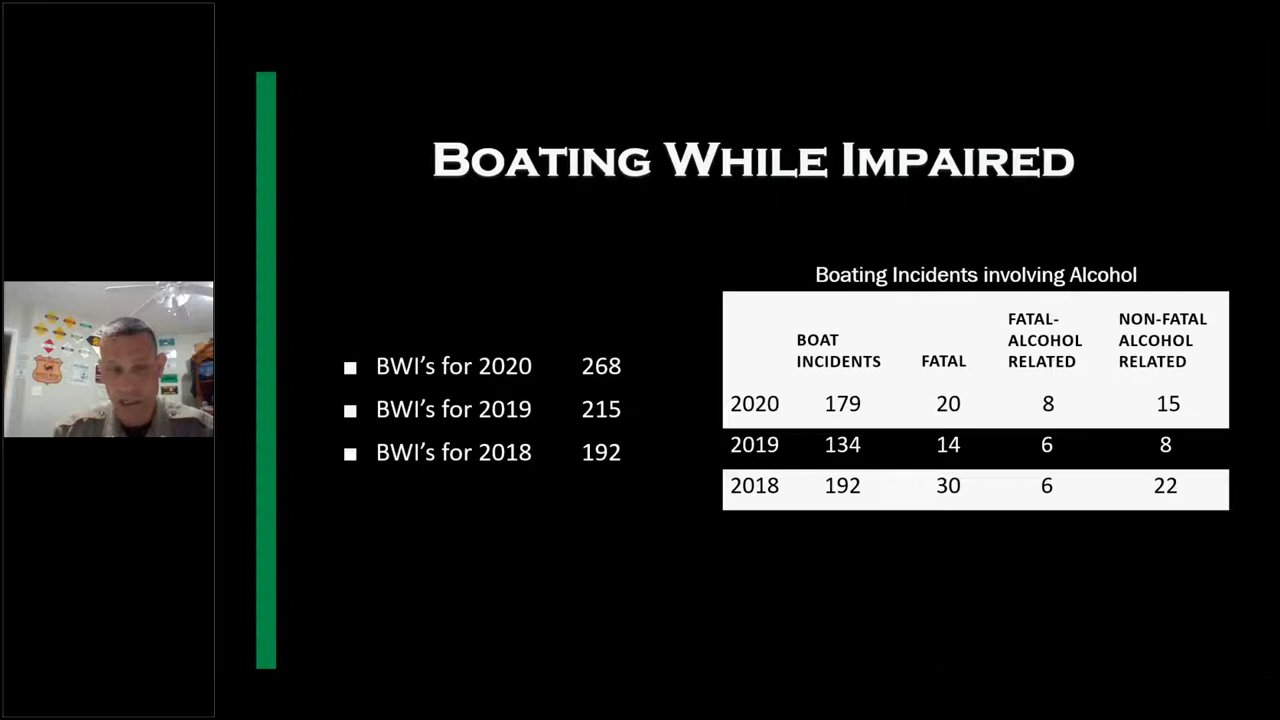 BOATING WHILE IMPAIRED
BWI's for 2020 268
BWI's for 2019 215
BWI's for 2018 192
Boating Incidents involving Alcohol
BOAT INCIDENTS FATAL FATAL-ALCOHOL RELATED NON-FATAL ALCOHOL RELATED
2020 179 20 8 15
2019 134 14 6 8
2018 192 30 6 22